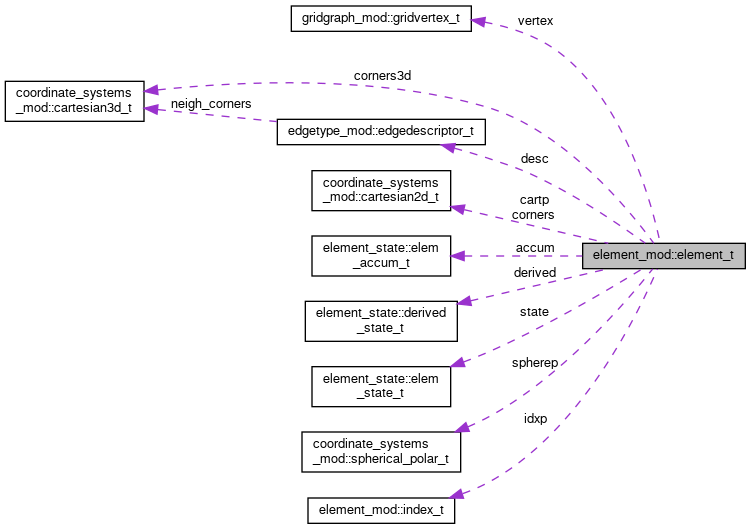 gridgraph_mod::gridvertex_t
vertex
corners3d
coordinate_systems
_mod::cartesian3d_t
neigh_corners
edgetype_mod::edgedescriptor_t
desc
coordinate_systems
_mod::cartesian2d_t
cartp
corners
element_state::elem
_accum_t
accum
element_mod::element_t
derived
element_state::derived
_state_t
state
element_state::elem
_state_t
spherep
coordinate_systems
_mod::spherical_polar_t
idxp
element_mod::index_t